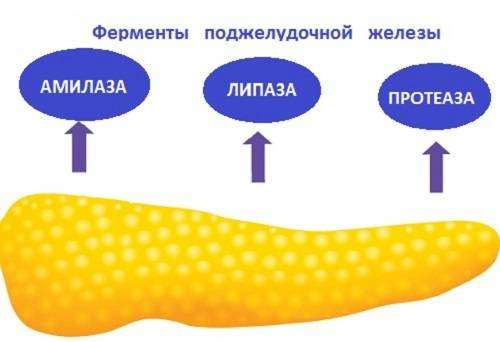 Ферменты поджелудочной железы
АМИЛАЗА
ЛИПАЗА
ПРОТЕАЗА